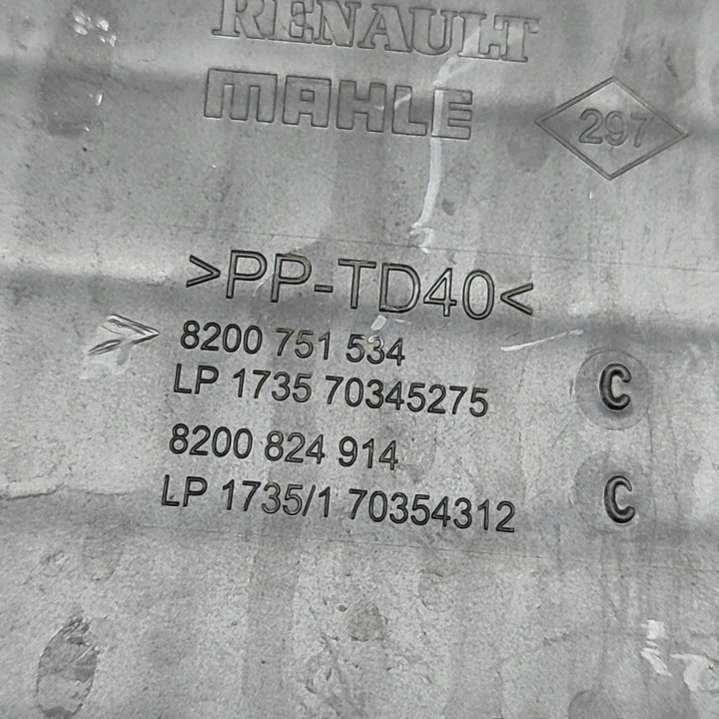 RENAULT
MAHLE
297
>PP-TD40<
8200 751 534
LP 1735 70345275
C
8200 824 914
LP 1735/1 70354312
C